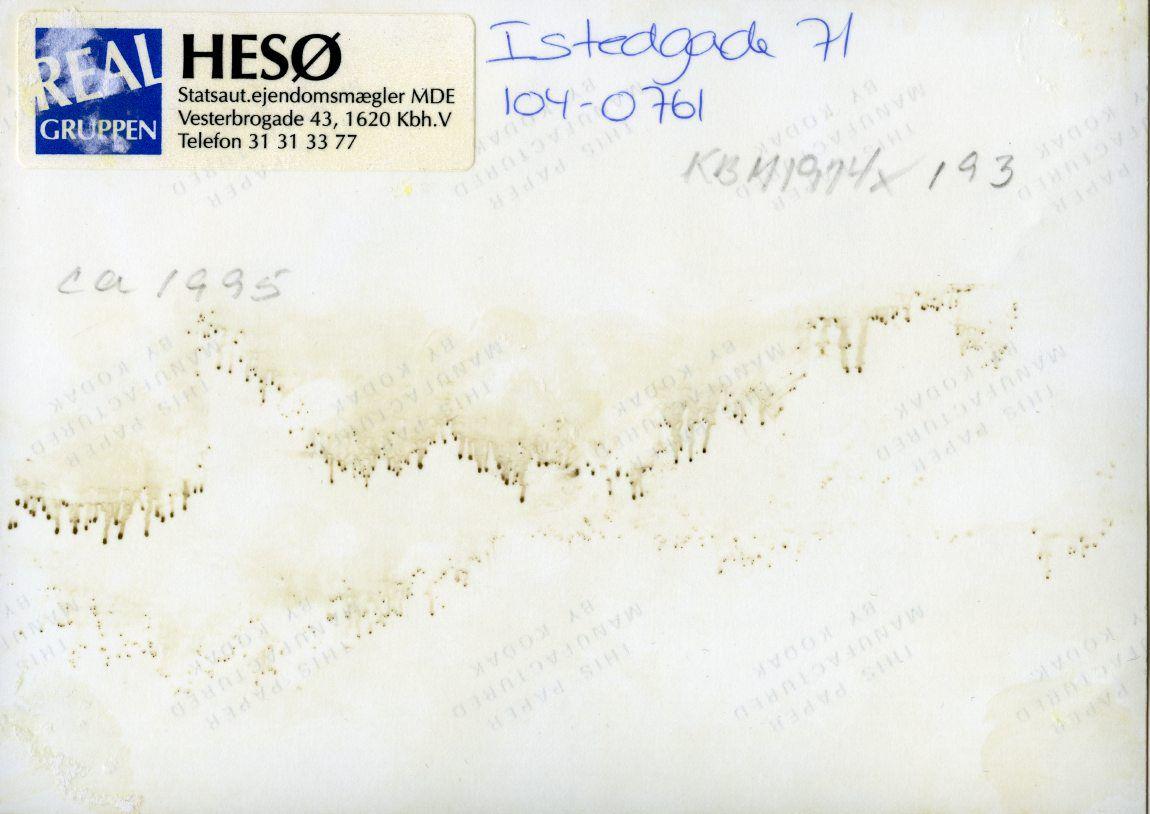 REAL
GRUPPEN
HESØ
Statsaut.ejendomsmægler MDE
Vesterbrogade 43, 1620 Kbh.V
Telefon 31 31 33 77
Istedgade 71
104-0761
KBM1974x 193
ca 1995
THIS PAPER
MANUFACTURED
BY KODAK